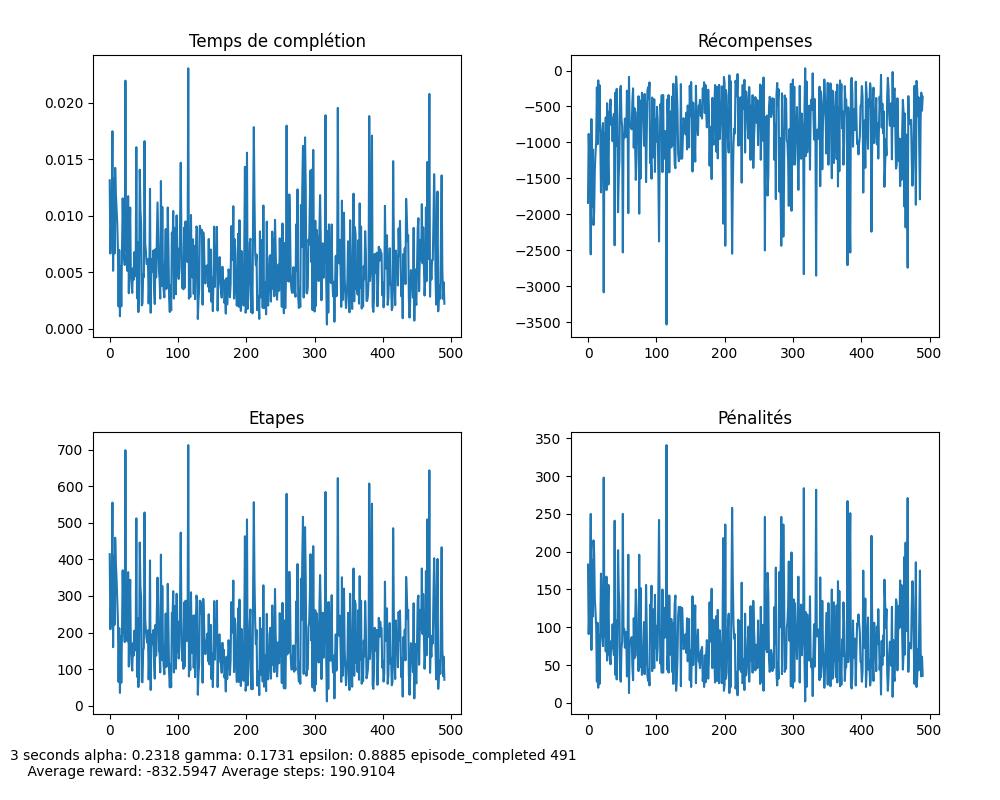 Temps de complétion
0.020
0.015
0.010
0.005
0.000
0 100 200 300 400 500
Récompenses
0
−500
−1000
−1500
−2000
−2500
−3000
−3500
0 100 200 300 400 500
Etapes
700
600
500
400
300
200
100
0
0 100 200 300 400 500
Pénalités
350
300
250
200
150
100
50
0
0 100 200 300 400 500
3 seconds alpha: 0.2318 gamma: 0.1731 epsilon: 0.8885 episode_completed 491
Average reward: -832.5947 Average steps: 190.9104